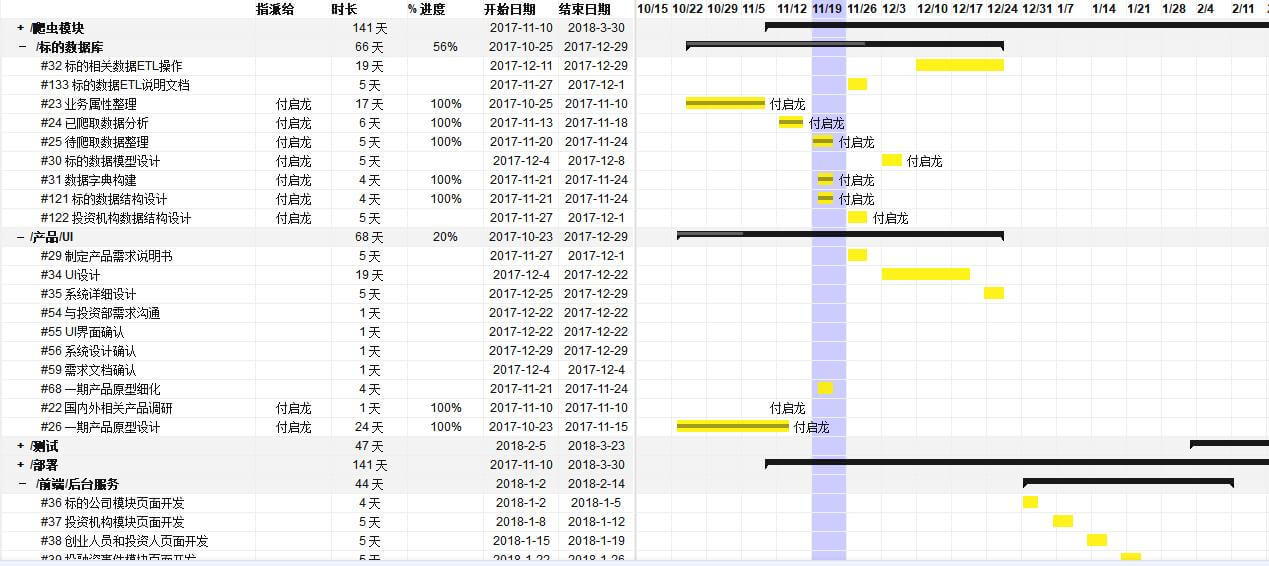 指派给 时长 % 进度 开始日期 结束日期 10/15 10/22 10/29 11/5 11/12 11/19 11/26 12/3 12/10 12/17 12/24 12/31 1/7 1/14 1/21 1/28 2/4 2/11
+ /爬虫模块 141 天 2017-11-10 2018-3-30
− /标的数据库 66 天 56% 2017-10-25 2017-12-29
#32 标的相关数据ETL操作 19 天 2017-12-11 2017-12-29
#133 标的数据ETL说明文档 5 天 2017-11-27 2017-12-1
#23 业务属性整理 付启龙 17 天 100% 2017-10-25 2017-11-10 付启龙
#24 已爬取数据分析 付启龙 6 天 100% 2017-11-13 2017-11-18 付启龙
#25 待爬取数据整理 付启龙 5 天 100% 2017-11-20 2017-11-24 付启龙
#30 标的数据模型设计 付启龙 5 天 2017-12-4 2017-12-8 付启龙
#31 数据字典构建 付启龙 4 天 100% 2017-11-21 2017-11-24 付启龙
#121 标的数据结构设计 付启龙 4 天 100% 2017-11-21 2017-11-24 付启龙
#122 投资机构数据结构设计 付启龙 5 天 2017-11-27 2017-12-1 付启龙
− /产品/UI 68 天 20% 2017-10-23 2017-12-29
#29 制定产品需求说明书 5 天 2017-11-27 2017-12-1
#34 UI设计 19 天 2017-12-4 2017-12-22
#35 系统详细设计 5 天 2017-12-25 2017-12-29
#54 与投资部需求沟通 1 天 2017-12-22 2017-12-22
#55 UI界面确认 1 天 2017-12-22 2017-12-22
#56 系统设计确认 1 天 2017-12-29 2017-12-29
#59 需求文档确认 1 天 2017-12-4 2017-12-4
#68 一期产品原型细化 4 天 2017-11-21 2017-11-24
#22 国内外相关产品调研 付启龙 1 天 100% 2017-11-10 2017-11-10 付启龙
#26 一期产品原型设计 付启龙 24 天 100% 2017-10-23 2017-11-15 付启龙
+ /测试 47 天 2018-2-5 2018-3-23
+ /部署 141 天 2017-11-10 2018-3-30
− /前端/后台服务 44 天 2018-1-2 2018-2-14
#36 标的公司模块页面开发 4 天 2018-1-2 2018-1-5
#37 投资机构模块页面开发 5 天 2018-1-8 2018-1-12
#38 创业人员和投资人页面开发 5 天 2018-1-15 2018-1-19
#39 投融资事件模块页面开发 5 天 2018-1-22 2018-1-26